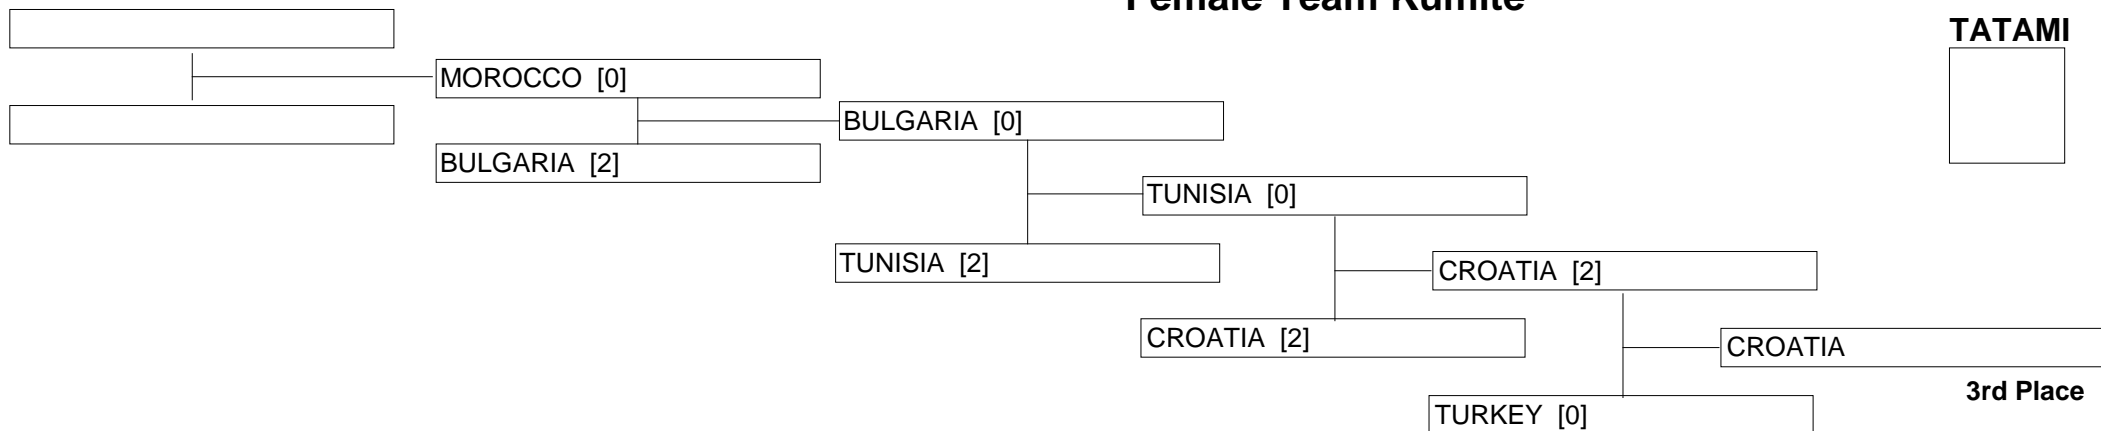 Female Team Kumite
TATAMI
MOROCCO [0]
BULGARIA [0]
BULGARIA [2]
TUNISIA [0]
TUNISIA [2]
CROATIA [2]
CROATIA [2]
CROATIA
3rd Place
TURKEY [0]